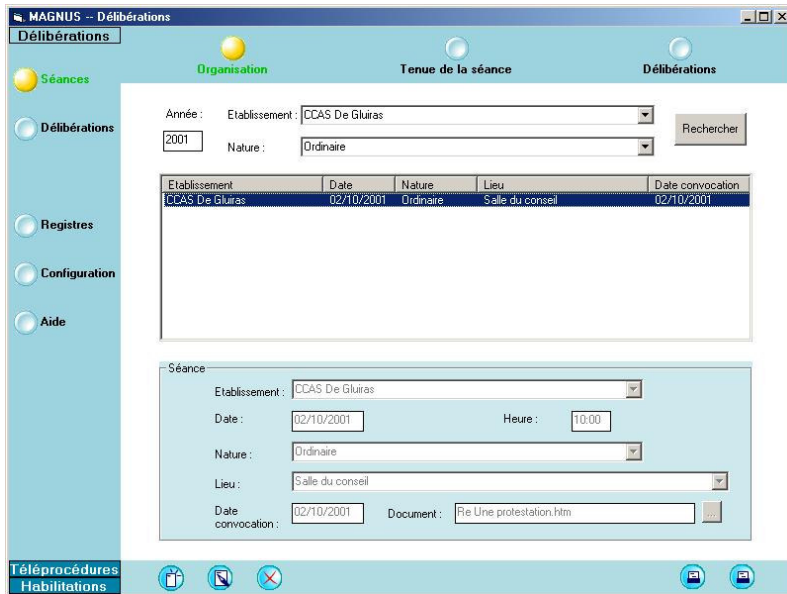 MAGNUS -- Délibérations
Délibérations
Organisation
Tenue de la séance
Délibérations
Séances
Délibérations
Registres
Configuration
Aide
Année :
Etablissement :
CCAS De Gluiras
2001
Nature :
Ordinaire
Rechercher
Etablissement Date Nature Lieu Date convocation
CCAS De Gluiras 02/10/2001 Ordinaire Salle du conseil 02/10/2001
Séance
Etablissement : CCAS De Gluiras
Date : 02/10/2001 Heure : 10:00
Nature : Ordinaire
Lieu : Salle du conseil
Date convocation : 02/10/2001 Document : Re Une protestation.htm ...
Téléprocédures
Habilitations